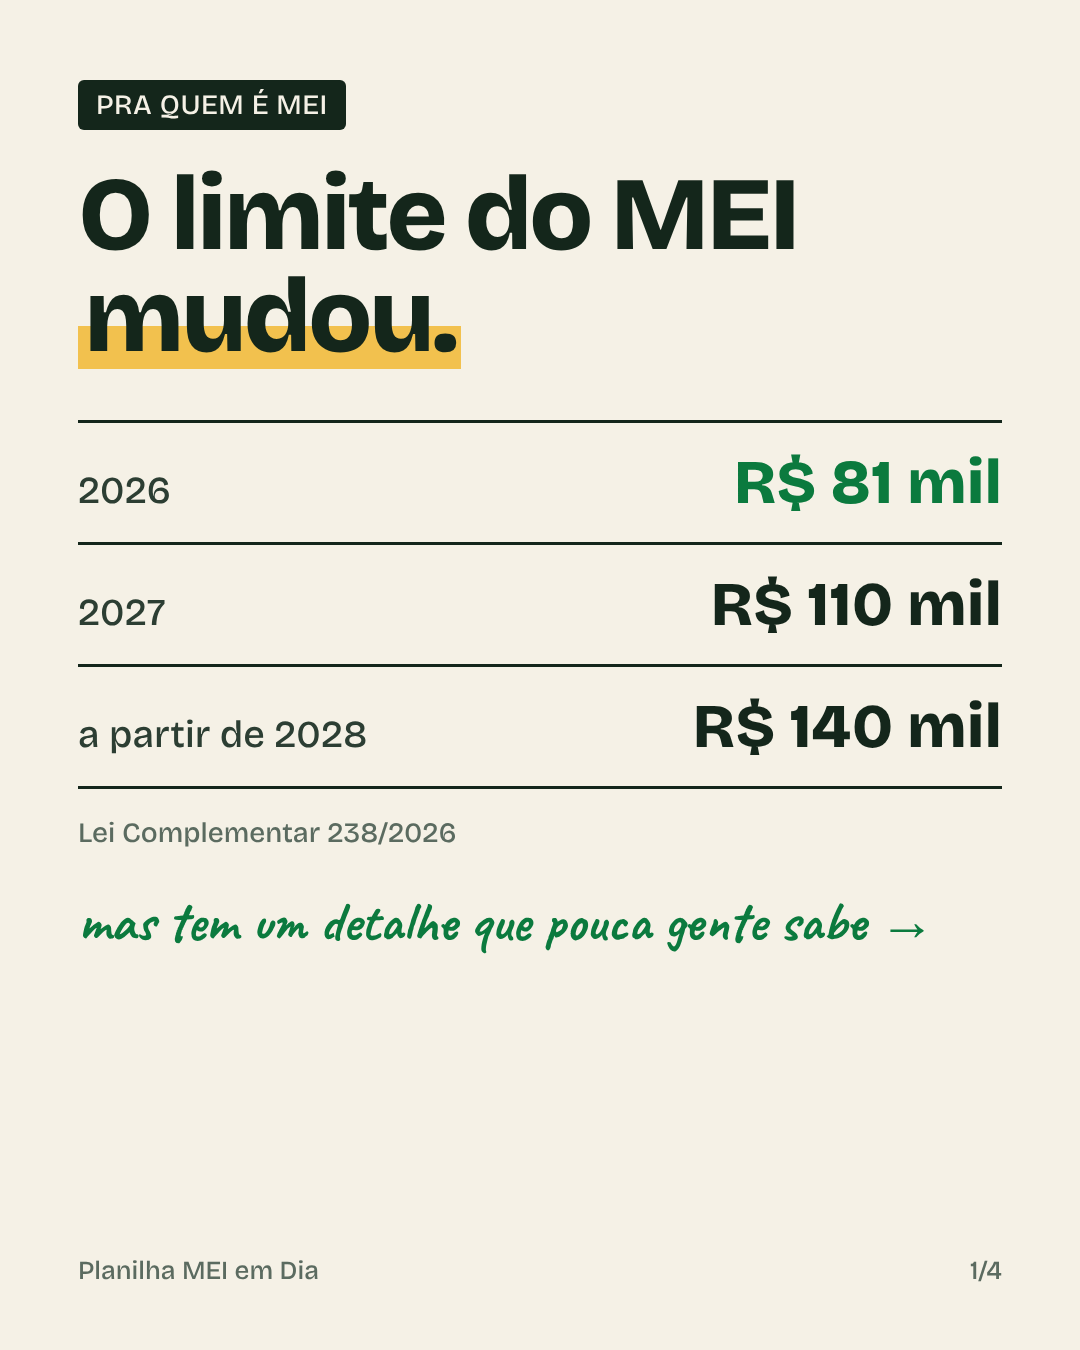 PRA QUEM É MEI
O limite do MEI
mudou.
2026 R$ 81 mil
2027 R$ 110 mil
a partir de 2028 R$ 140 mil
Lei Complementar 238/2026
mas tem um detalhe que pouca gente sabe →
Planilha MEI em Dia 1/4